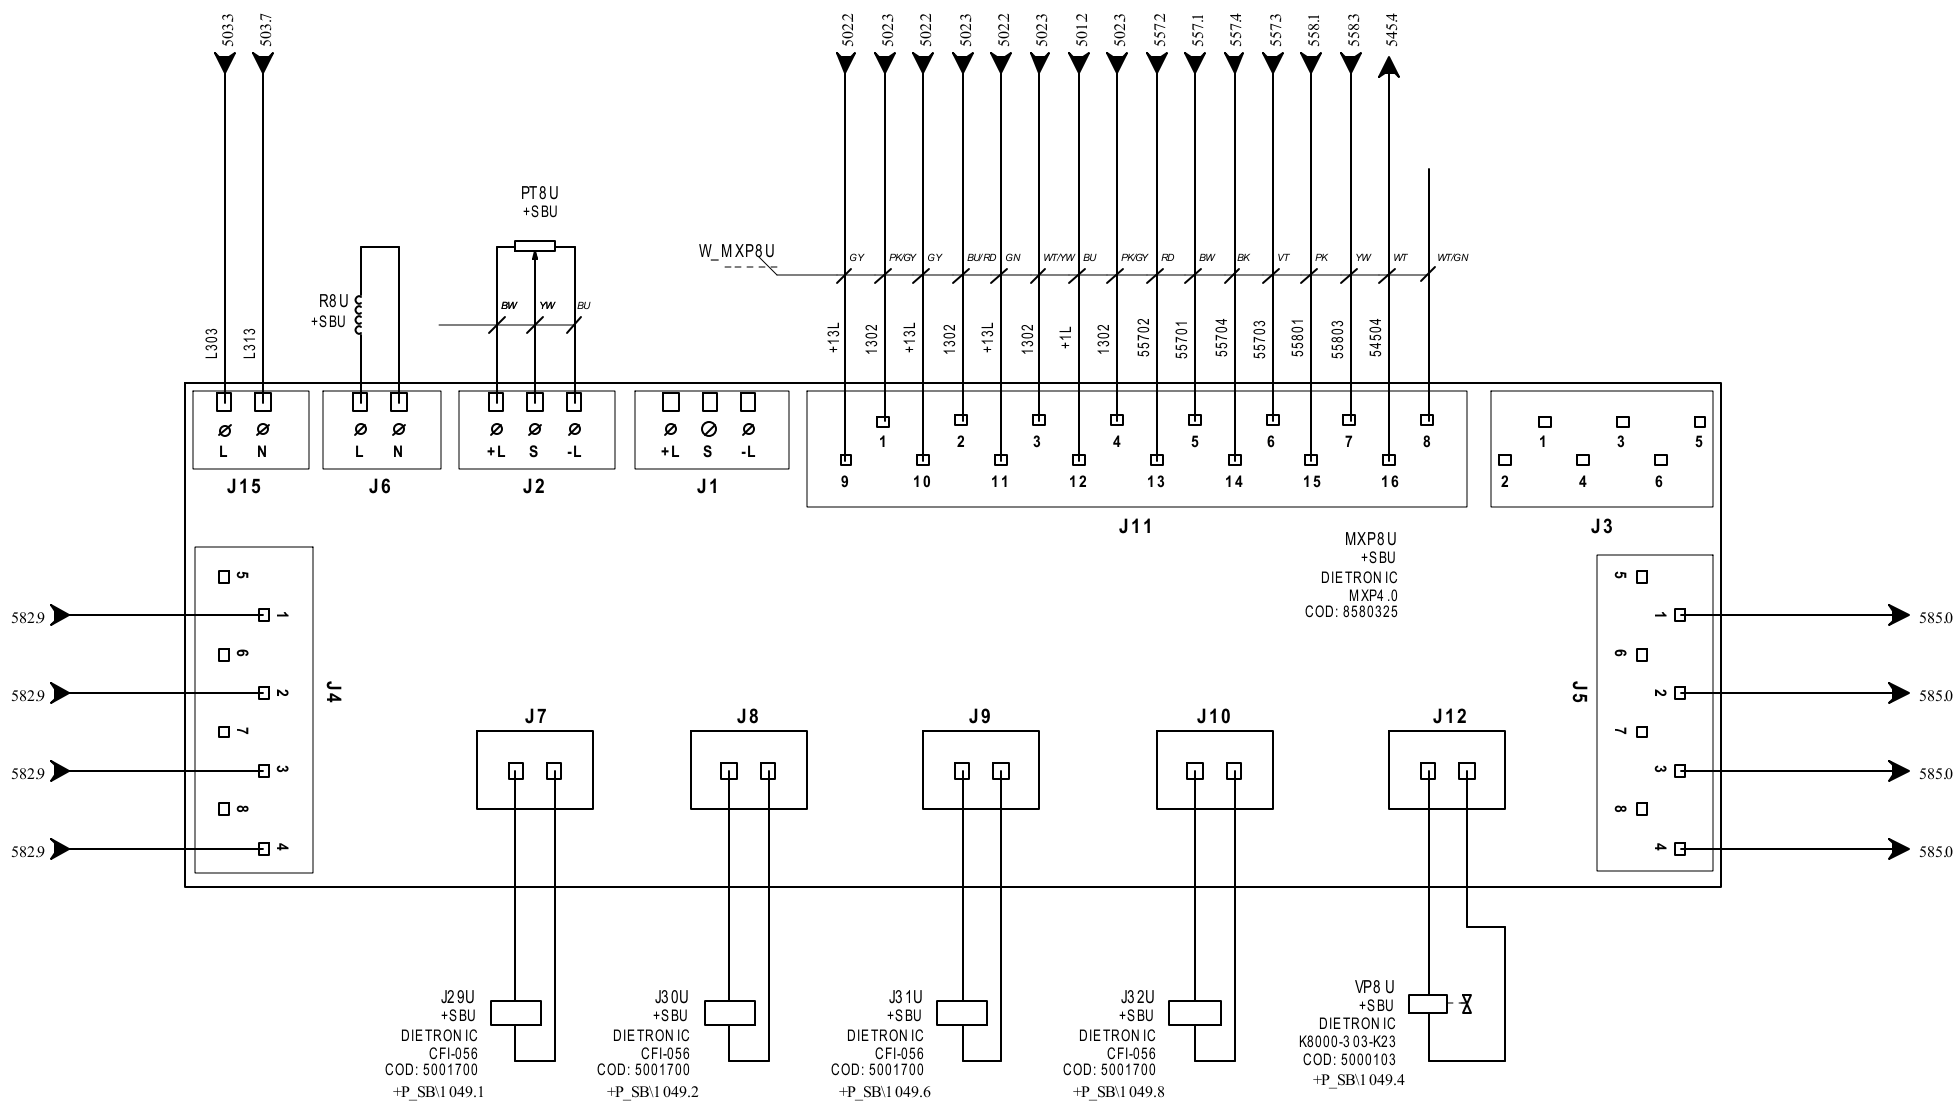 503.3 503.7 502.2 502.3 502.2 502.3 502.2 502.3 501.2 502.3 557.2 557.1 557.4 557.3 558.1 558.3 545.4
PT8U
+SBU
W_MXP8U
GY PK/GY GY BU/RD GN WT/YW BU PK/GY RD BW BK VT PK YW WT WT/GN
R8U
+SBU
BW YW BU
L303 L313 +13L 1302 +13L 1302 +13L 1302 +1L 1302 55702 55701 55704 55703 55801 55803 54504
L N L N +L S -L +L S -L
1 2 3 4 5 6 7 8
9 10 11 12 13 14 15 16
1 3 5
2 4 6
J15 J6 J2 J1 J11 J3
MXP8U
+SBU
DIETRONIC
MXP4.0
COD: 8580325
5
582.9 1
6
582.9 2
7
582.9 3
8
582.9 4
J4
5
1 585.0
6
2 585.0
7
3 585.0
8
4 585.0
J5
J7 J8 J9 J10 J12
J29U
+SBU
DIETRONIC
CFI-056
COD: 5001700
+P_SB\1049.1
J30U
+SBU
DIETRONIC
CFI-056
COD: 5001700
+P_SB\1049.2
J31U
+SBU
DIETRONIC
CFI-056
COD: 5001700
+P_SB\1049.6
J32U
+SBU
DIETRONIC
CFI-056
COD: 5001700
+P_SB\1049.8
VP8U
+SBU
DIETRONIC
K8000-303-K23
COD: 5000103
+P_SB\1049.4